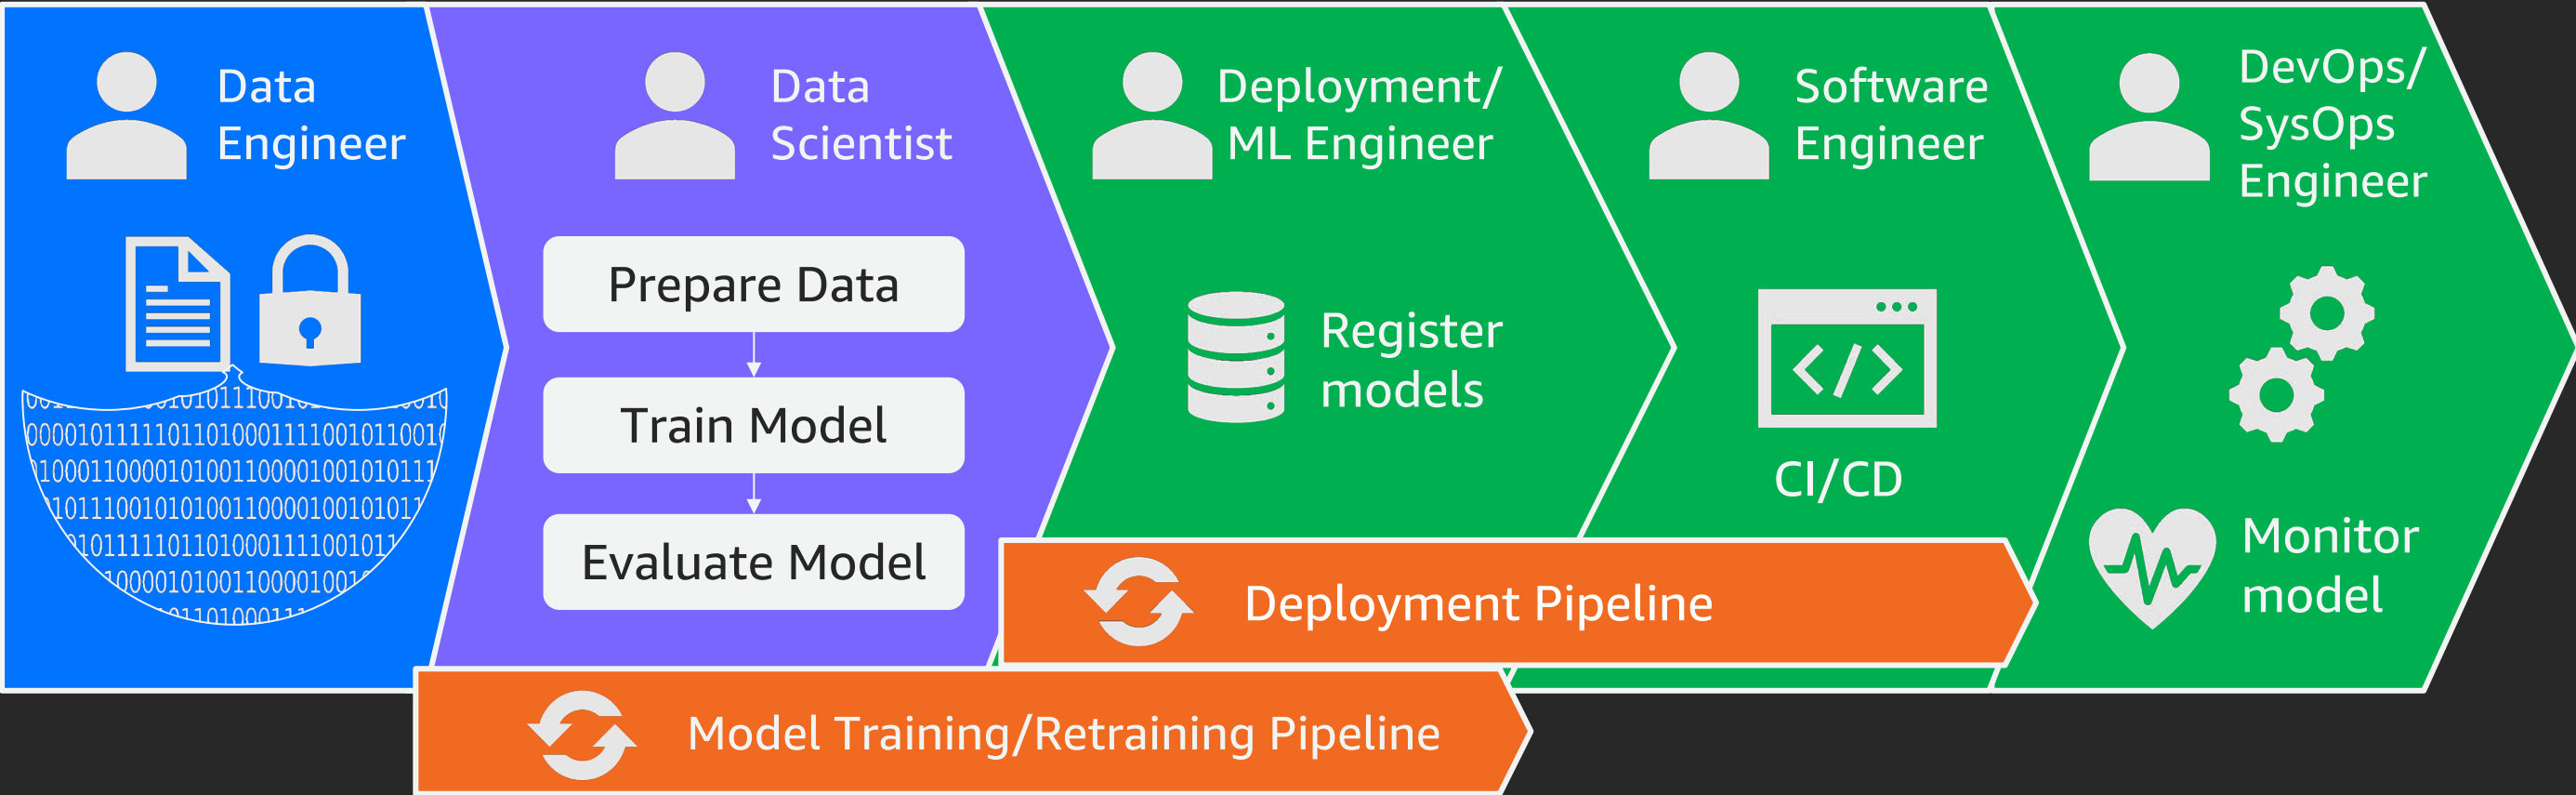 Data
Engineer
Data
Scientist
Prepare Data
Train Model
Evaluate Model
Deployment/
ML Engineer
Register
models
Software
Engineer
CI/CD
DevOps/
SysOps
Engineer
Monitor
model
Deployment Pipeline
Model Training/Retraining Pipeline